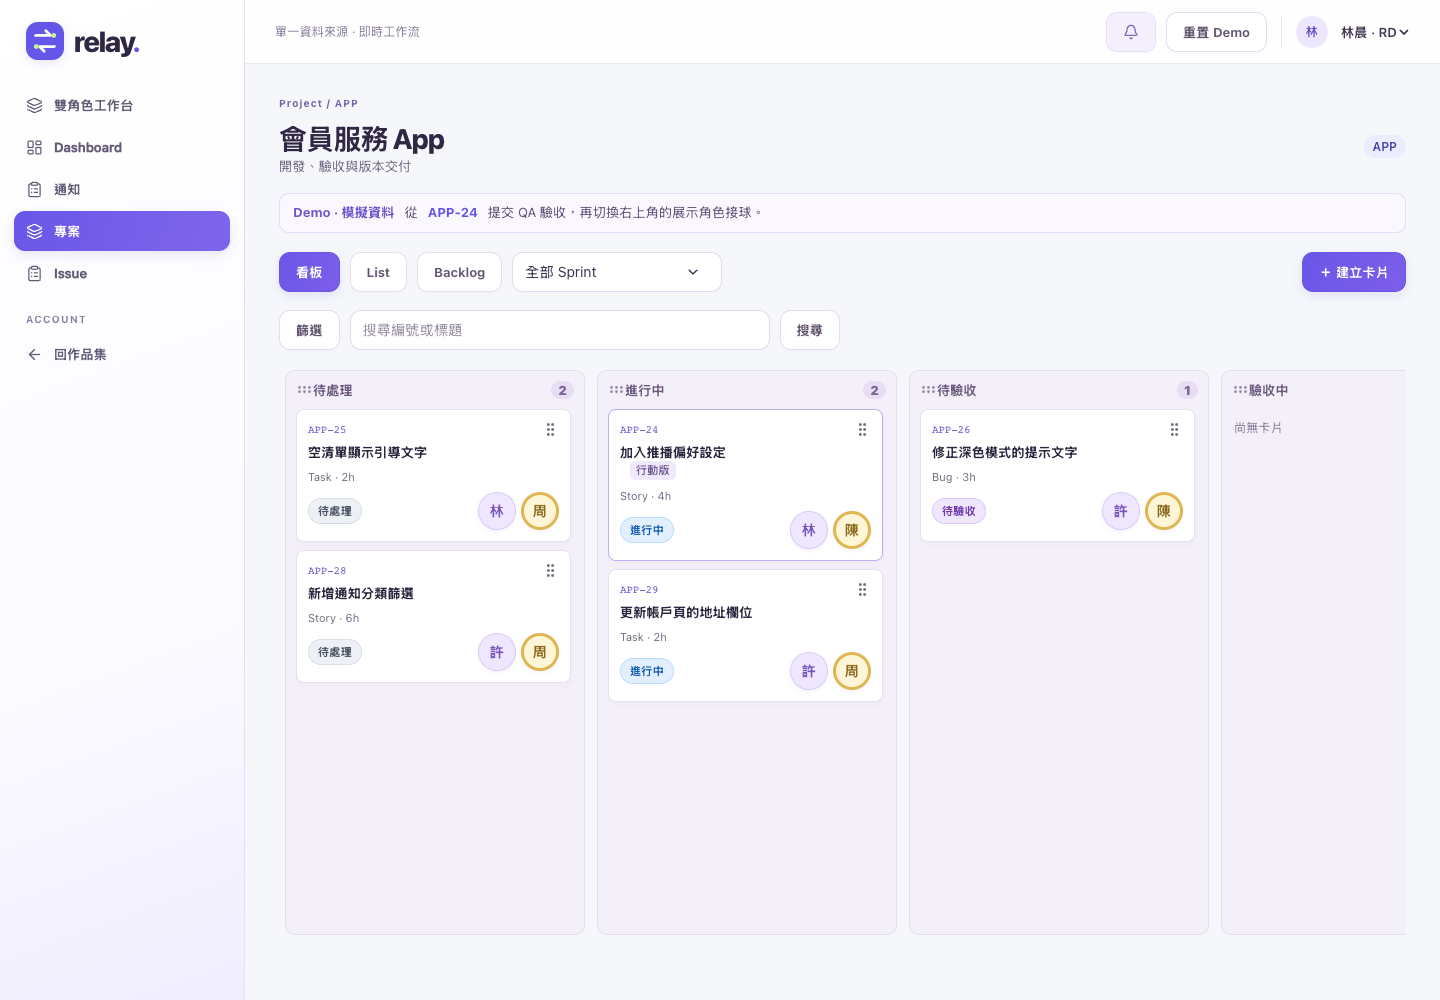 relay.
雙角色工作台
Dashboard
通知
專案
Issue
ACCOUNT
回作品集
單一資料來源 · 即時工作流
重置 Demo
林
林晨 · RD
Project / APP
會員服務 App
開發、驗收與版本交付
APP
Demo · 模擬資料 從 APP-24 提交 QA 驗收，再切換右上角的展示角色接球。
看板
List
Backlog
全部 Sprint
+ 建立卡片
篩選
搜尋編號或標題
搜尋
待處理
2
APP-25
空清單顯示引導文字
Task · 2h
待處理
林
周
APP-28
新增通知分類篩選
Story · 6h
待處理
許
周
進行中
2
APP-24
加入推播偏好設定
行動版
Story · 4h
進行中
林
陳
APP-29
更新帳戶頁的地址欄位
Task · 2h
進行中
許
周
待驗收
1
APP-26
修正深色模式的提示文字
Bug · 3h
待驗收
許
陳
驗收中
尚無卡片